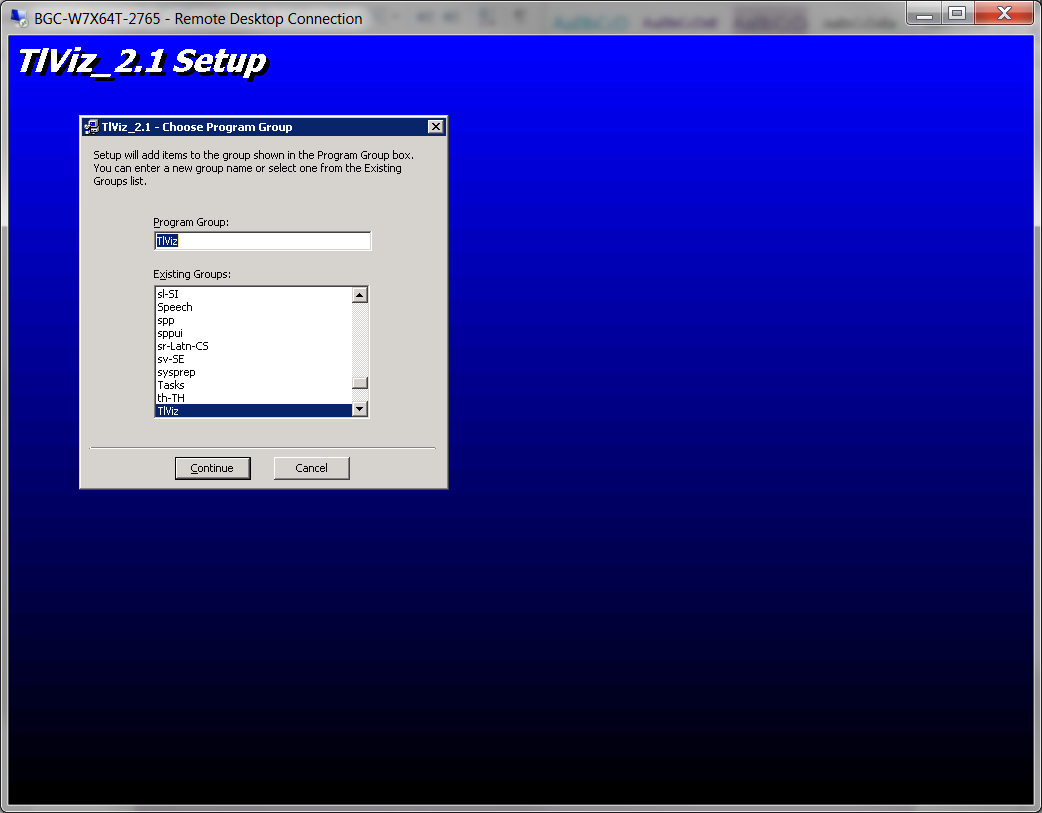 BGC-W7X64T-2765 - Remote Desktop Connection
TlViz_2.1 Setup
TlViz_2.1 - Choose Program Group
Setup will add items to the group shown in the Program Group box.
You can enter a new group name or select one from the Existing
Groups list.
Program Group:
TlViz
Existing Groups:
sl-SI
Speech
spp
sppui
sr-Latn-CS
sv-SE
sysprep
Tasks
th-TH
TlViz
Continue
Cancel